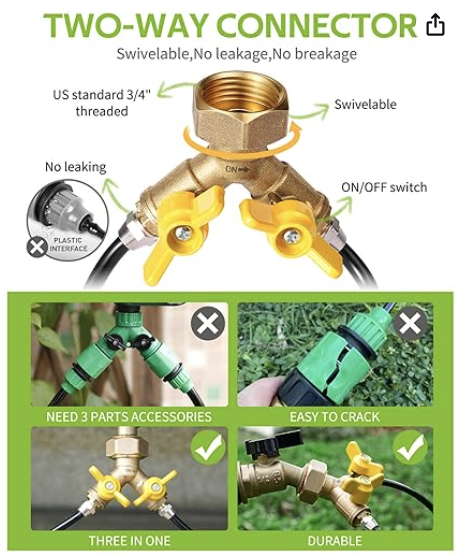 TWO-WAY CONNECTOR
Swivelable,No leakage,No breakage
US standard 3/4"
threaded
Swivelable
No leaking
ON
ON/OFF switch
PLASTIC
INTERFACE
NEED 3 PARTS ACCESSORIES
EASY TO CRACK
THREE IN ONE
DURABLE